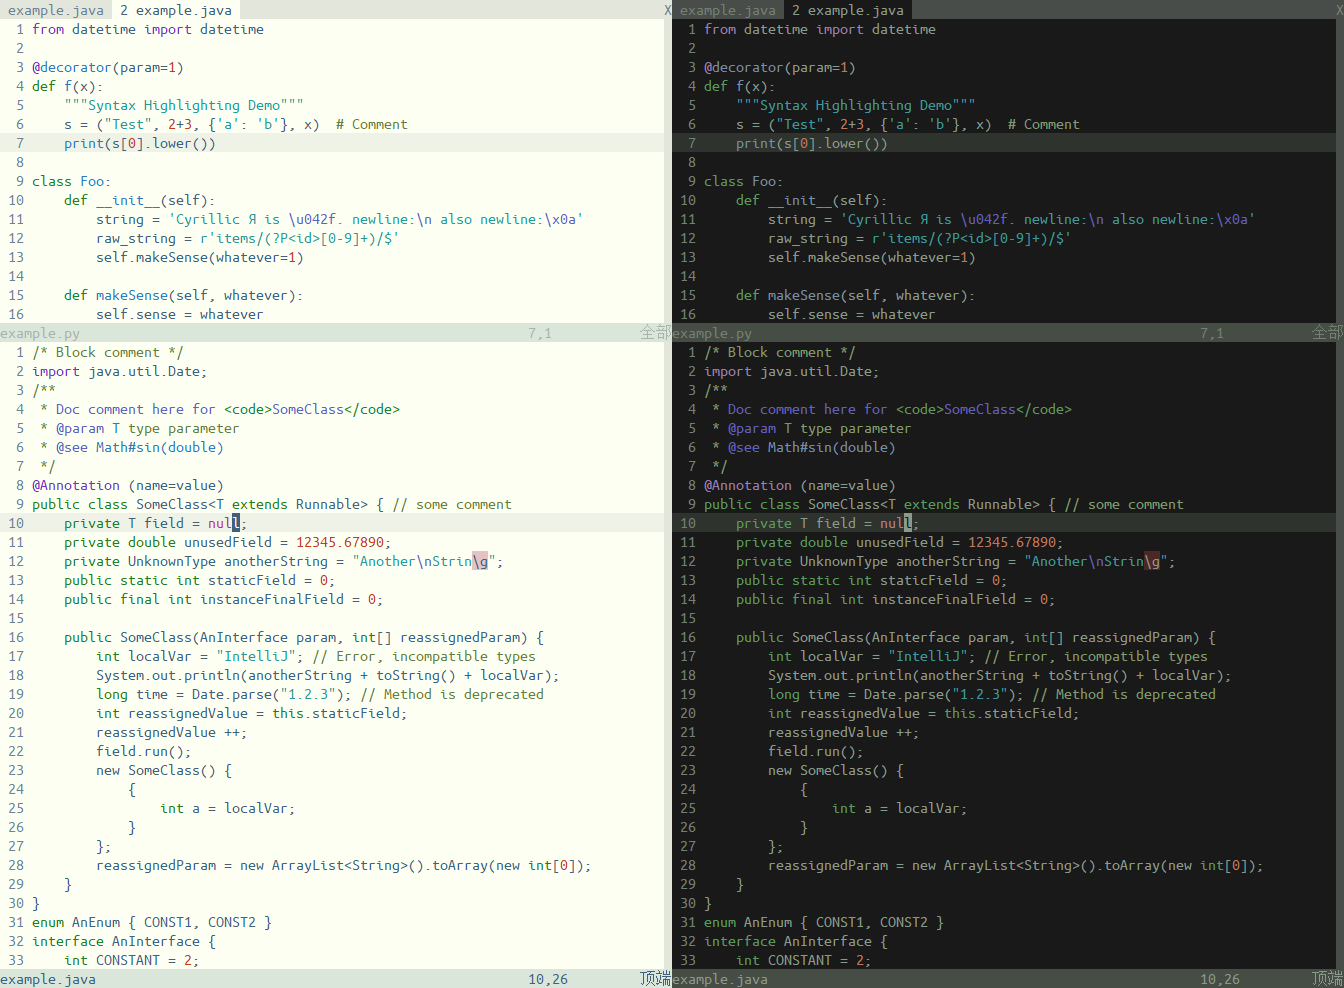 example.java  2 example.java  X
1 from datetime import datetime
2
3 @decorator(param=1)
4 def f(x):
5     """Syntax Highlighting Demo"""
6     s = ("Test", 2+3, {'a': 'b'}, x)  # Comment
7     print(s[0].lower())
8
9 class Foo:
10     def __init__(self):
11         string = 'Cyrillic Я is \u042f. newline:\n also newline:\x0a'
12         raw_string = r'items/(?P<id>[0-9]+)/$'
13         self.makeSense(whatever=1)
14
15     def makeSense(self, whatever):
16         self.sense = whatever
example.py  7,1  全部
1 /* Block comment */
2 import java.util.Date;
3 /**
4  * Doc comment here for <code>SomeClass</code>
5  * @param T type parameter
6  * @see Math#sin(double)
7  */
8 @Annotation (name=value)
9 public class SomeClass<T extends Runnable> { // some comment
10     private T field = null;
11     private double unusedField = 12345.67890;
12     private UnknownType anotherString = "Another\nStrin\g";
13     public static int staticField = 0;
14     public final int instanceFinalField = 0;
15
16     public SomeClass(AnInterface param, int[] reassignedParam) {
17         int localVar = "IntelliJ"; // Error, incompatible types
18         System.out.println(anotherString + toString() + localVar);
19         long time = Date.parse("1.2.3"); // Method is deprecated
20         int reassignedValue = this.staticField;
21         reassignedValue ++;
22         field.run();
23         new SomeClass() {
24             {
25                 int a = localVar;
26             }
27         };
28         reassignedParam = new ArrayList<String>().toArray(new int[0]);
29     }
30 }
31 enum AnEnum { CONST1, CONST2 }
32 interface AnInterface {
33     int CONSTANT = 2;
example.java  10,26  顶端
example.java  2 example.java  X
1 from datetime import datetime
2
3 @decorator(param=1)
4 def f(x):
5     """Syntax Highlighting Demo"""
6     s = ("Test", 2+3, {'a': 'b'}, x)  # Comment
7     print(s[0].lower())
8
9 class Foo:
10     def __init__(self):
11         string = 'Cyrillic Я is \u042f. newline:\n also newline:\x0a'
12         raw_string = r'items/(?P<id>[0-9]+)/$'
13         self.makeSense(whatever=1)
14
15     def makeSense(self, whatever):
16         self.sense = whatever
example.py  7,1  全部
1 /* Block comment */
2 import java.util.Date;
3 /**
4  * Doc comment here for <code>SomeClass</code>
5  * @param T type parameter
6  * @see Math#sin(double)
7  */
8 @Annotation (name=value)
9 public class SomeClass<T extends Runnable> { // some comment
10     private T field = null;
11     private double unusedField = 12345.67890;
12     private UnknownType anotherString = "Another\nStrin\g";
13     public static int staticField = 0;
14     public final int instanceFinalField = 0;
15
16     public SomeClass(AnInterface param, int[] reassignedParam) {
17         int localVar = "IntelliJ"; // Error, incompatible types
18         System.out.println(anotherString + toString() + localVar);
19         long time = Date.parse("1.2.3"); // Method is deprecated
20         int reassignedValue = this.staticField;
21         reassignedValue ++;
22         field.run();
23         new SomeClass() {
24             {
25                 int a = localVar;
26             }
27         };
28         reassignedParam = new ArrayList<String>().toArray(new int[0]);
29     }
30 }
31 enum AnEnum { CONST1, CONST2 }
32 interface AnInterface {
33     int CONSTANT = 2;
example.java  10,26  顶端